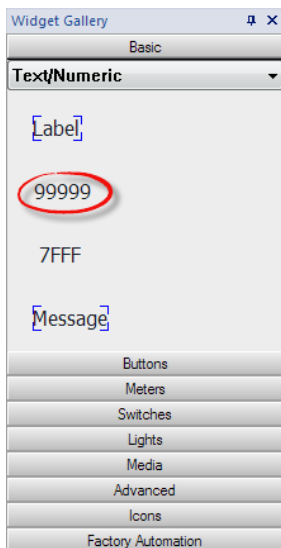 Widget Gallery
Basic
Text/Numeric
Label
99999
7FFF
Message
Buttons
Meters
Switches
Lights
Media
Advanced
Icons
Factory Automation